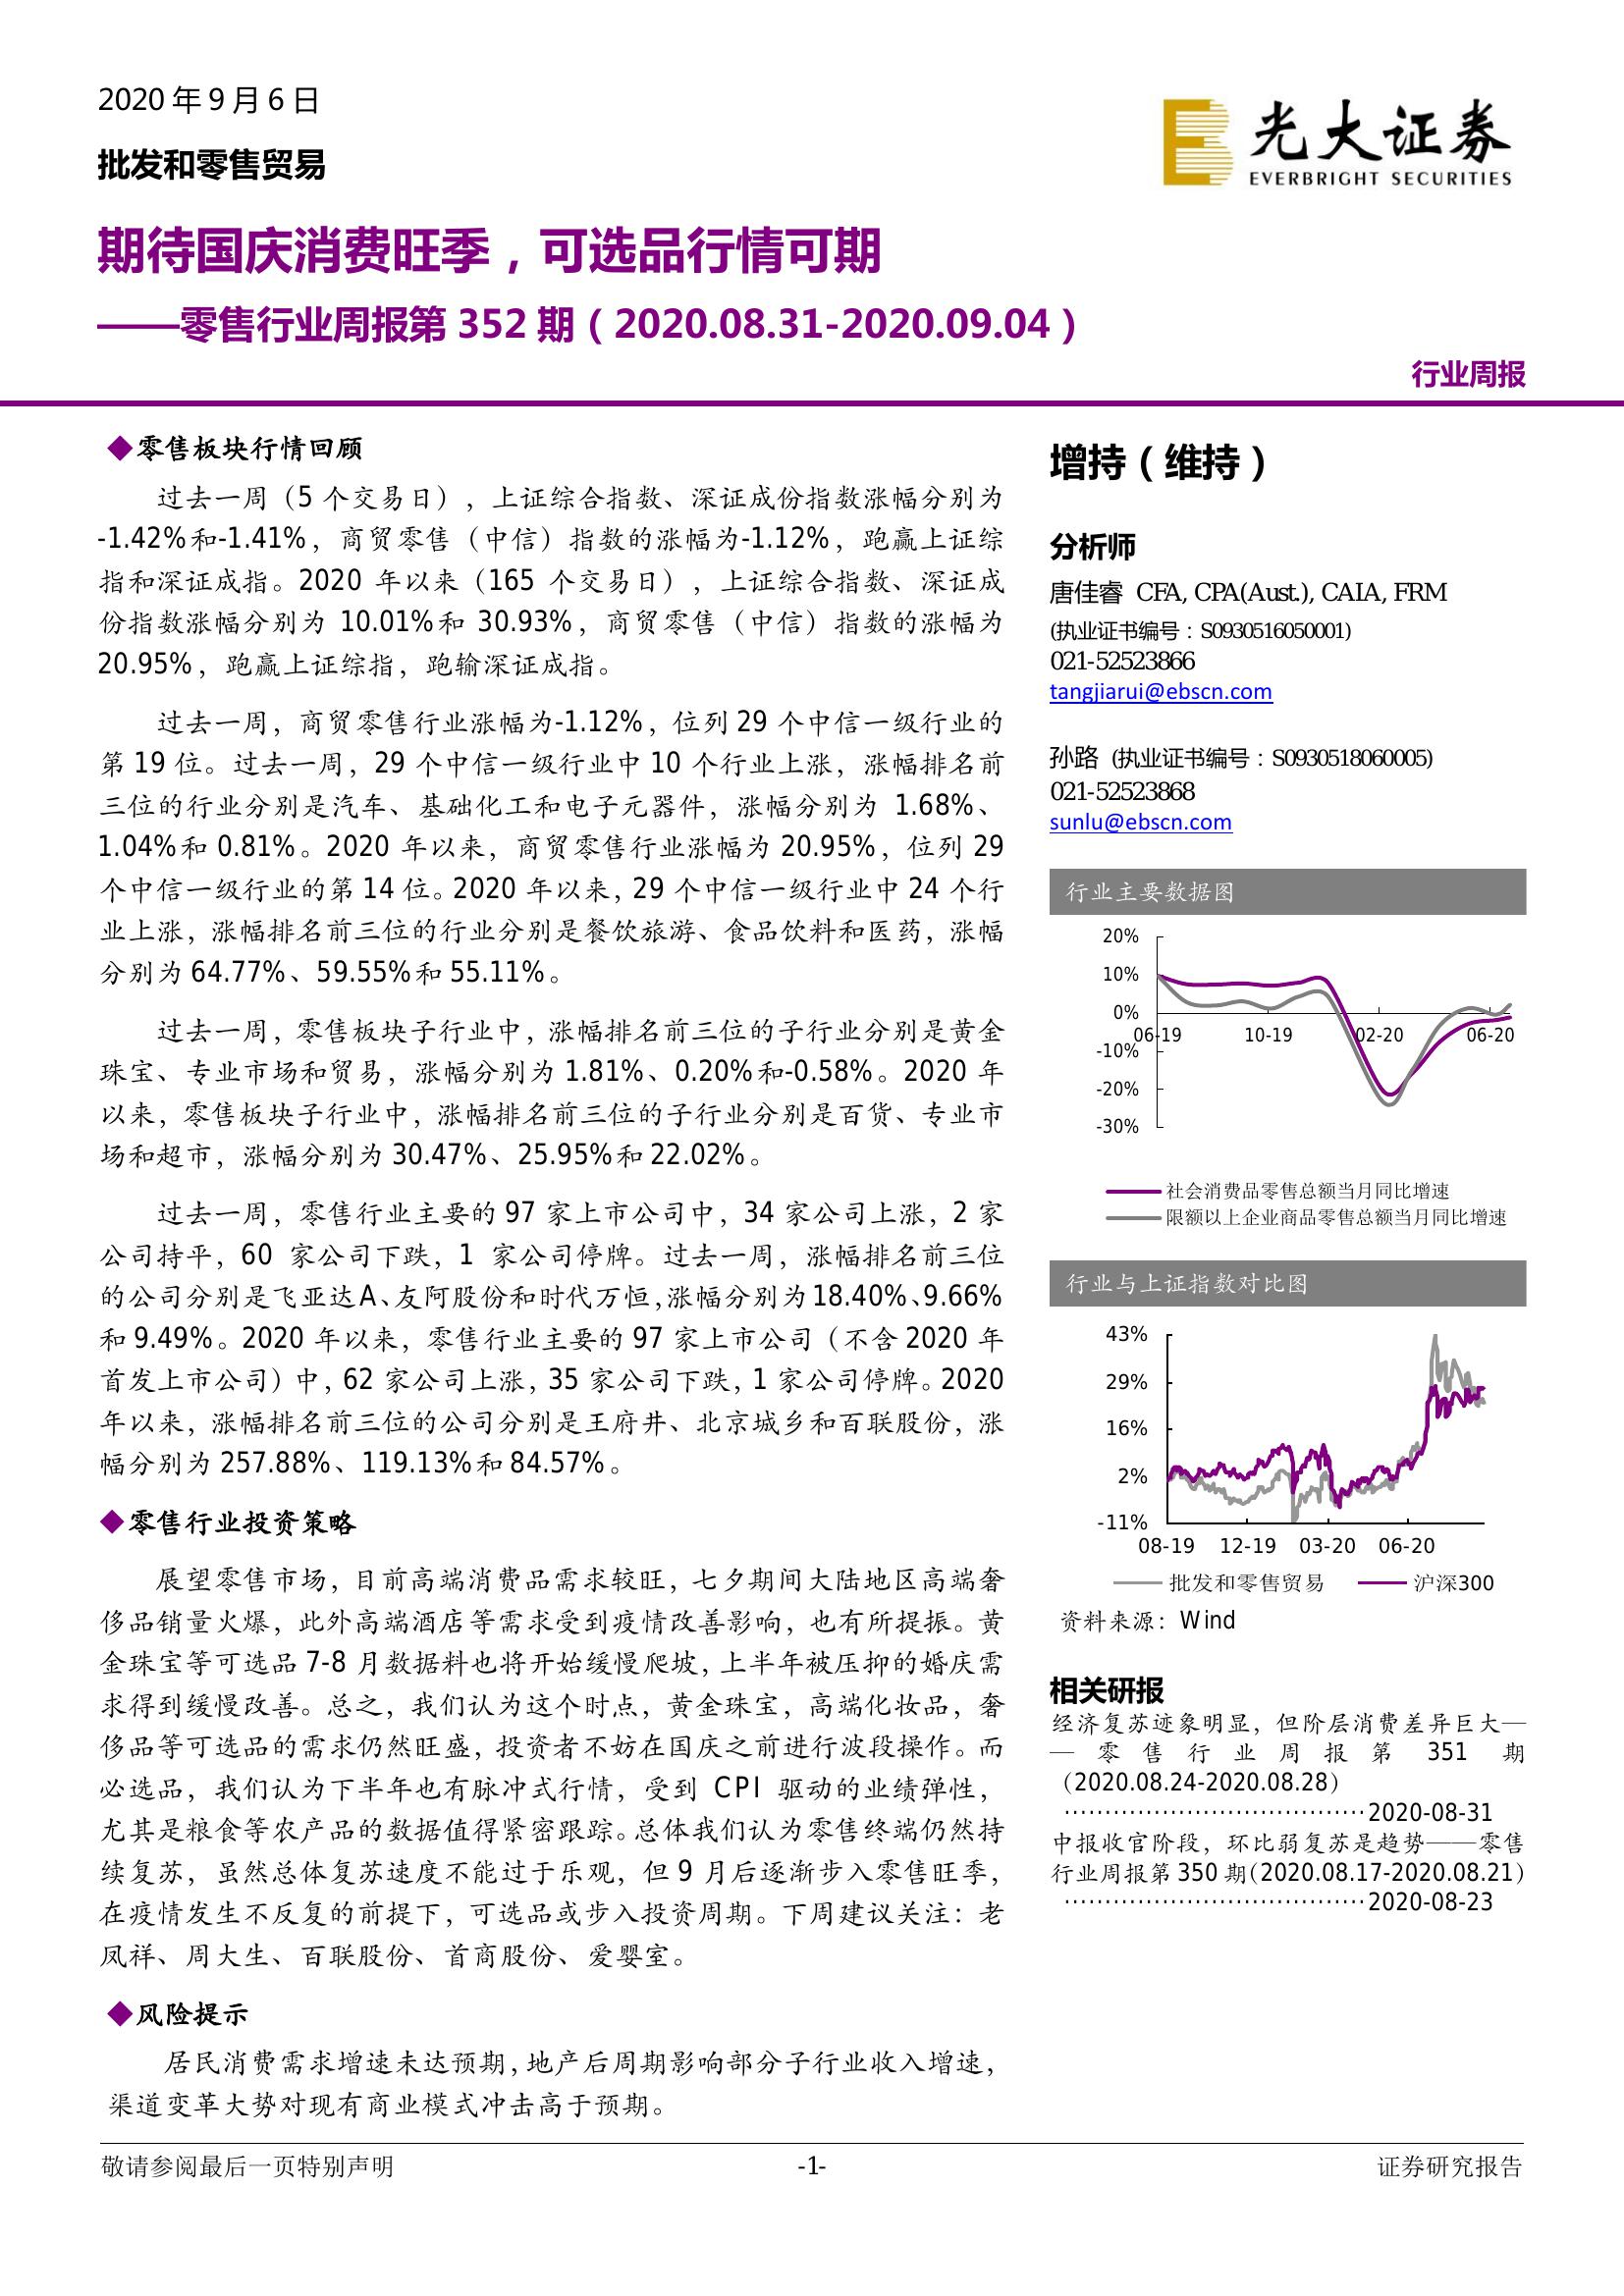 2020 年 9 月 6 日
批发和零售贸易
光大证券
EVERBRIGHT SECURITIES
期待国庆消费旺季，可选品行情可期
——零售行业周报第 352 期（2020.08.31-2020.09.04）
行业周报
◆零售板块行情回顾
过去一周（5 个交易日），上证综合指数、深证成份指数涨幅分别为
-1.42%和-1.41%，商贸零售（中信）指数的涨幅为-1.12%，跑赢上证综
指和深证成指。2020 年以来（165 个交易日），上证综合指数、深证成
份指数涨幅分别为 10.01%和 30.93%，商贸零售（中信）指数的涨幅为
20.95%，跑赢上证综指，跑输深证成指。
过去一周，商贸零售行业涨幅为-1.12%，位列 29 个中信一级行业的
第 19 位。过去一周，29 个中信一级行业中 10 个行业上涨，涨幅排名前
三位的行业分别是汽车、基础化工和电子元器件，涨幅分别为 1.68%、
1.04%和 0.81%。2020 年以来，商贸零售行业涨幅为 20.95%，位列 29
个中信一级行业的第 14 位。2020 年以来，29 个中信一级行业中 24 个行
业上涨，涨幅排名前三位的行业分别是餐饮旅游、食品饮料和医药，涨幅
分别为 64.77%、59.55%和 55.11%。
过去一周，零售板块子行业中，涨幅排名前三位的子行业分别是黄金
珠宝、专业市场和贸易，涨幅分别为 1.81%、0.20%和-0.58%。2020 年
以来，零售板块子行业中，涨幅排名前三位的子行业分别是百货、专业市
场和超市，涨幅分别为 30.47%、25.95%和 22.02%。
过去一周，零售行业主要的 97 家上市公司中，34 家公司上涨，2 家
公司持平，60 家公司下跌，1 家公司停牌。过去一周，涨幅排名前三位
的公司分别是飞亚达A、友阿股份和时代万恒，涨幅分别为 18.40%、9.66%
和 9.49%。2020 年以来，零售行业主要的 97 家上市公司（不含 2020 年
首发上市公司）中，62 家公司上涨，35 家公司下跌，1 家公司停牌。2020
年以来，涨幅排名前三位的公司分别是王府井、北京城乡和百联股份，涨
幅分别为 257.88%、119.13%和 84.57%。
◆零售行业投资策略
展望零售市场，目前高端消费品需求较旺，七夕期间大陆地区高端奢
侈品销量火爆，此外高端酒店等需求受到疫情改善影响，也有所提振。黄
金珠宝等可选品 7-8 月数据料也将开始缓慢爬坡，上半年被压抑的婚庆需
求得到缓慢改善。总之，我们认为这个时点，黄金珠宝，高端化妆品，奢
侈品等可选品的需求仍然旺盛，投资者不妨在国庆之前进行波段操作。而
必选品，我们认为下半年也有脉冲式行情，受到 CPI 驱动的业绩弹性，
尤其是粮食等农产品的数据值得紧密跟踪。总体我们认为零售终端仍然持
续复苏，虽然总体复苏速度不能过于乐观，但 9 月后逐渐步入零售旺季，
在疫情发生不反复的前提下，可选品或步入投资周期。下周建议关注：老
凤祥、周大生、百联股份、首商股份、爱婴室。
◆风险提示
居民消费需求增速未达预期，地产后周期影响部分子行业收入增速，
渠道变革大势对现有商业模式冲击高于预期。
增持（维持）
分析师
唐佳睿 CFA, CPA(Aust.), CAIA, FRM
(执业证书编号：S0930516050001)
021-52523866
tangjiarui@ebscn.com
孙路 (执业证书编号：S0930518060005)
021-52523868
sunlu@ebscn.com
行业主要数据图
20%
10%
0%
06-19 10-19 02-20 06-20
-10%
-20%
-30%
社会消费品零售总额当月同比增速
限额以上企业商品零售总额当月同比增速
行业与上证指数对比图
43%
29%
16%
2%
-11%
08-19 12-19 03-20 06-20
批发和零售贸易 沪深300
资料来源：Wind
相关研报
经济复苏迹象明显，但阶层消费差异巨大—
—零售行业周报第 351 期
（2020.08.24-2020.08.28）
·····································2020-08-31
中报收官阶段，环比弱复苏是趋势——零售
行业周报第 350 期（2020.08.17-2020.08.21）
·····································2020-08-23
敬请参阅最后一页特别声明 -1- 证券研究报告